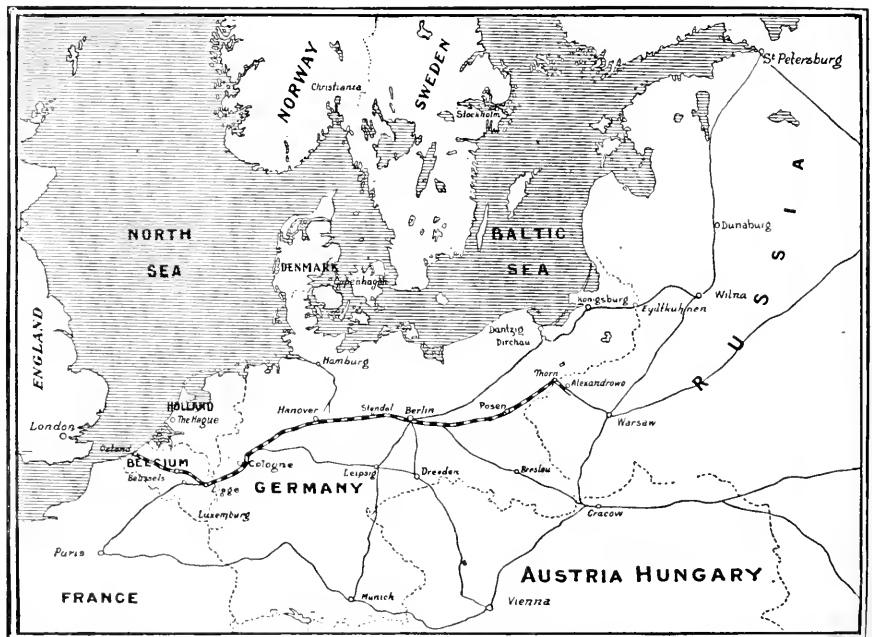 St Petersburg
NORWAY
SWEDEN
Christiania
Stockholm
RUSSIA
NORTH
SEA
BALTIC
SEA
Dunaburg
DENMARK
Copenhagen
Konigsburg
Eydtkuhnen
Wilna
ENGLAND
Dantzig
Dirchau
Hamburg
Thorn
Alexandrowo
HOLLAND
The Hague
Hanover
Stendal
Berlin
Posen
Warsaw
London
Ostend
BELGIUM
Brussels
Liege
Cologne
Leipsig
Dresden
Breslau
GERMANY
Luxemburg
Cracow
Paris
AUSTRIA HUNGARY
FRANCE
Munich
Vienna